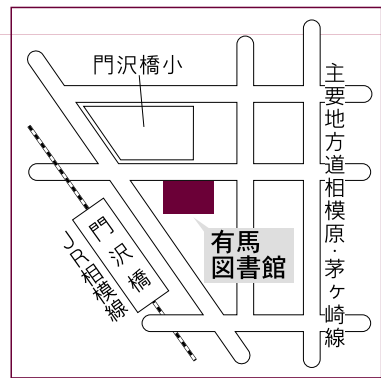 門沢橋小
主要地方道相模原・茅ヶ崎線
有馬
図書館
門沢橋
JR相模線